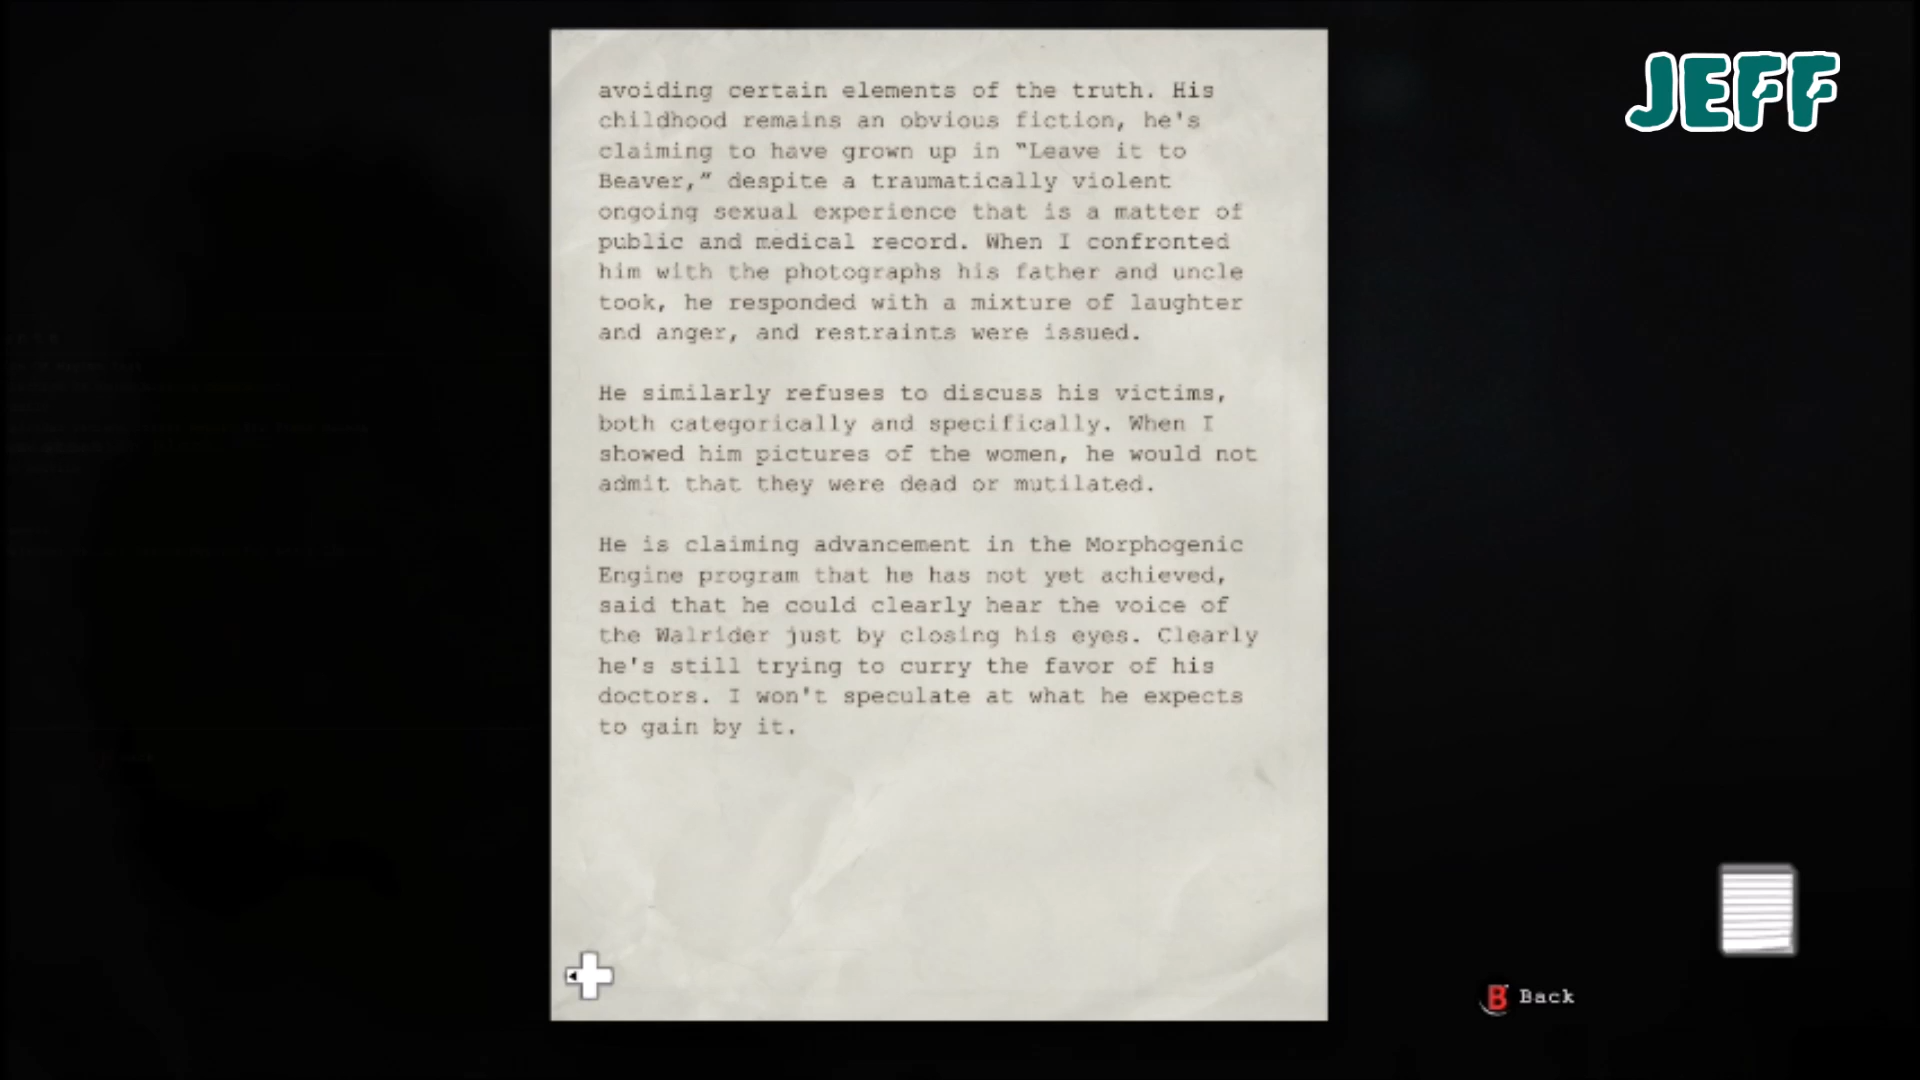 JEFF
avoiding certain elements of the truth. His
childhood remains an obvious fiction, he's
claiming to have grown up in "Leave it to
Beaver," despite a traumatically violent
ongoing sexual experience that is a matter of
public and medical record. When I confronted
him with the photographs his father and uncle
took, he responded with a mixture of laughter
and anger, and restraints were issued.
He similarly refuses to discuss his victims,
both categorically and specifically. When I
showed him pictures of the women, he would not
admit that they were dead or mutilated.
He is claiming advancement in the Morphogenic
Engine program that he has not yet achieved,
said that he could clearly hear the voice of
the Walrider just by closing his eyes. Clearly
he's still trying to curry the favor of his
doctors. I won't speculate at what he expects
to gain by it.
B Back